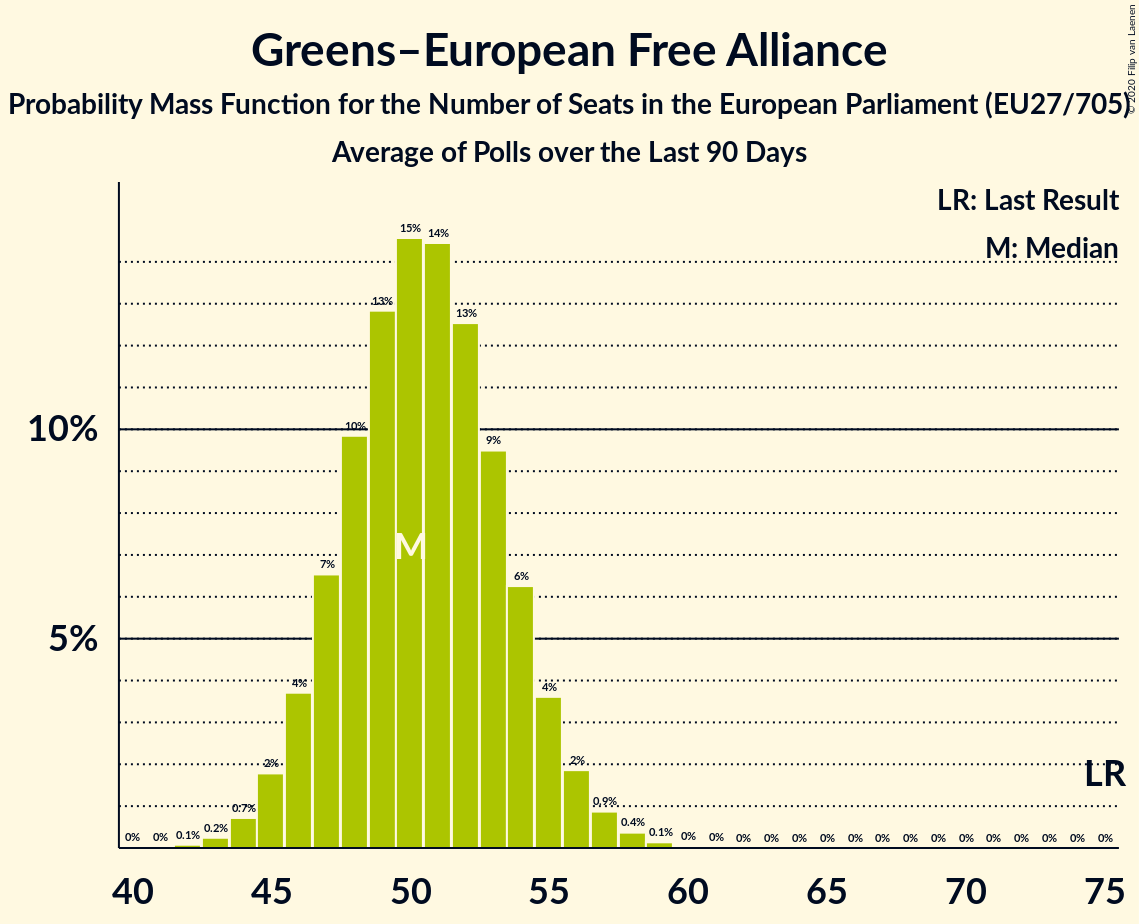 Greens–European Free Alliance
Probability Mass Function for the Number of Seats in the European Parliament (EU27/705)
Average of Polls over the Last 90 Days
© 2020 Filip van Laenen
LR: Last Result
M: Median
10%
5%
0% 0% 0.1% 0.2% 0.7% 2% 4% 7% 10% 13% 15% 14% 13% 9% 6% 4% 2% 0.9% 0.4% 0.1% 0% 0% 0% 0% 0% 0% 0% 0% 0% 0% 0% 0% 0% 0% 0% 0%
M
LR
40 45 50 55 60 65 70 75